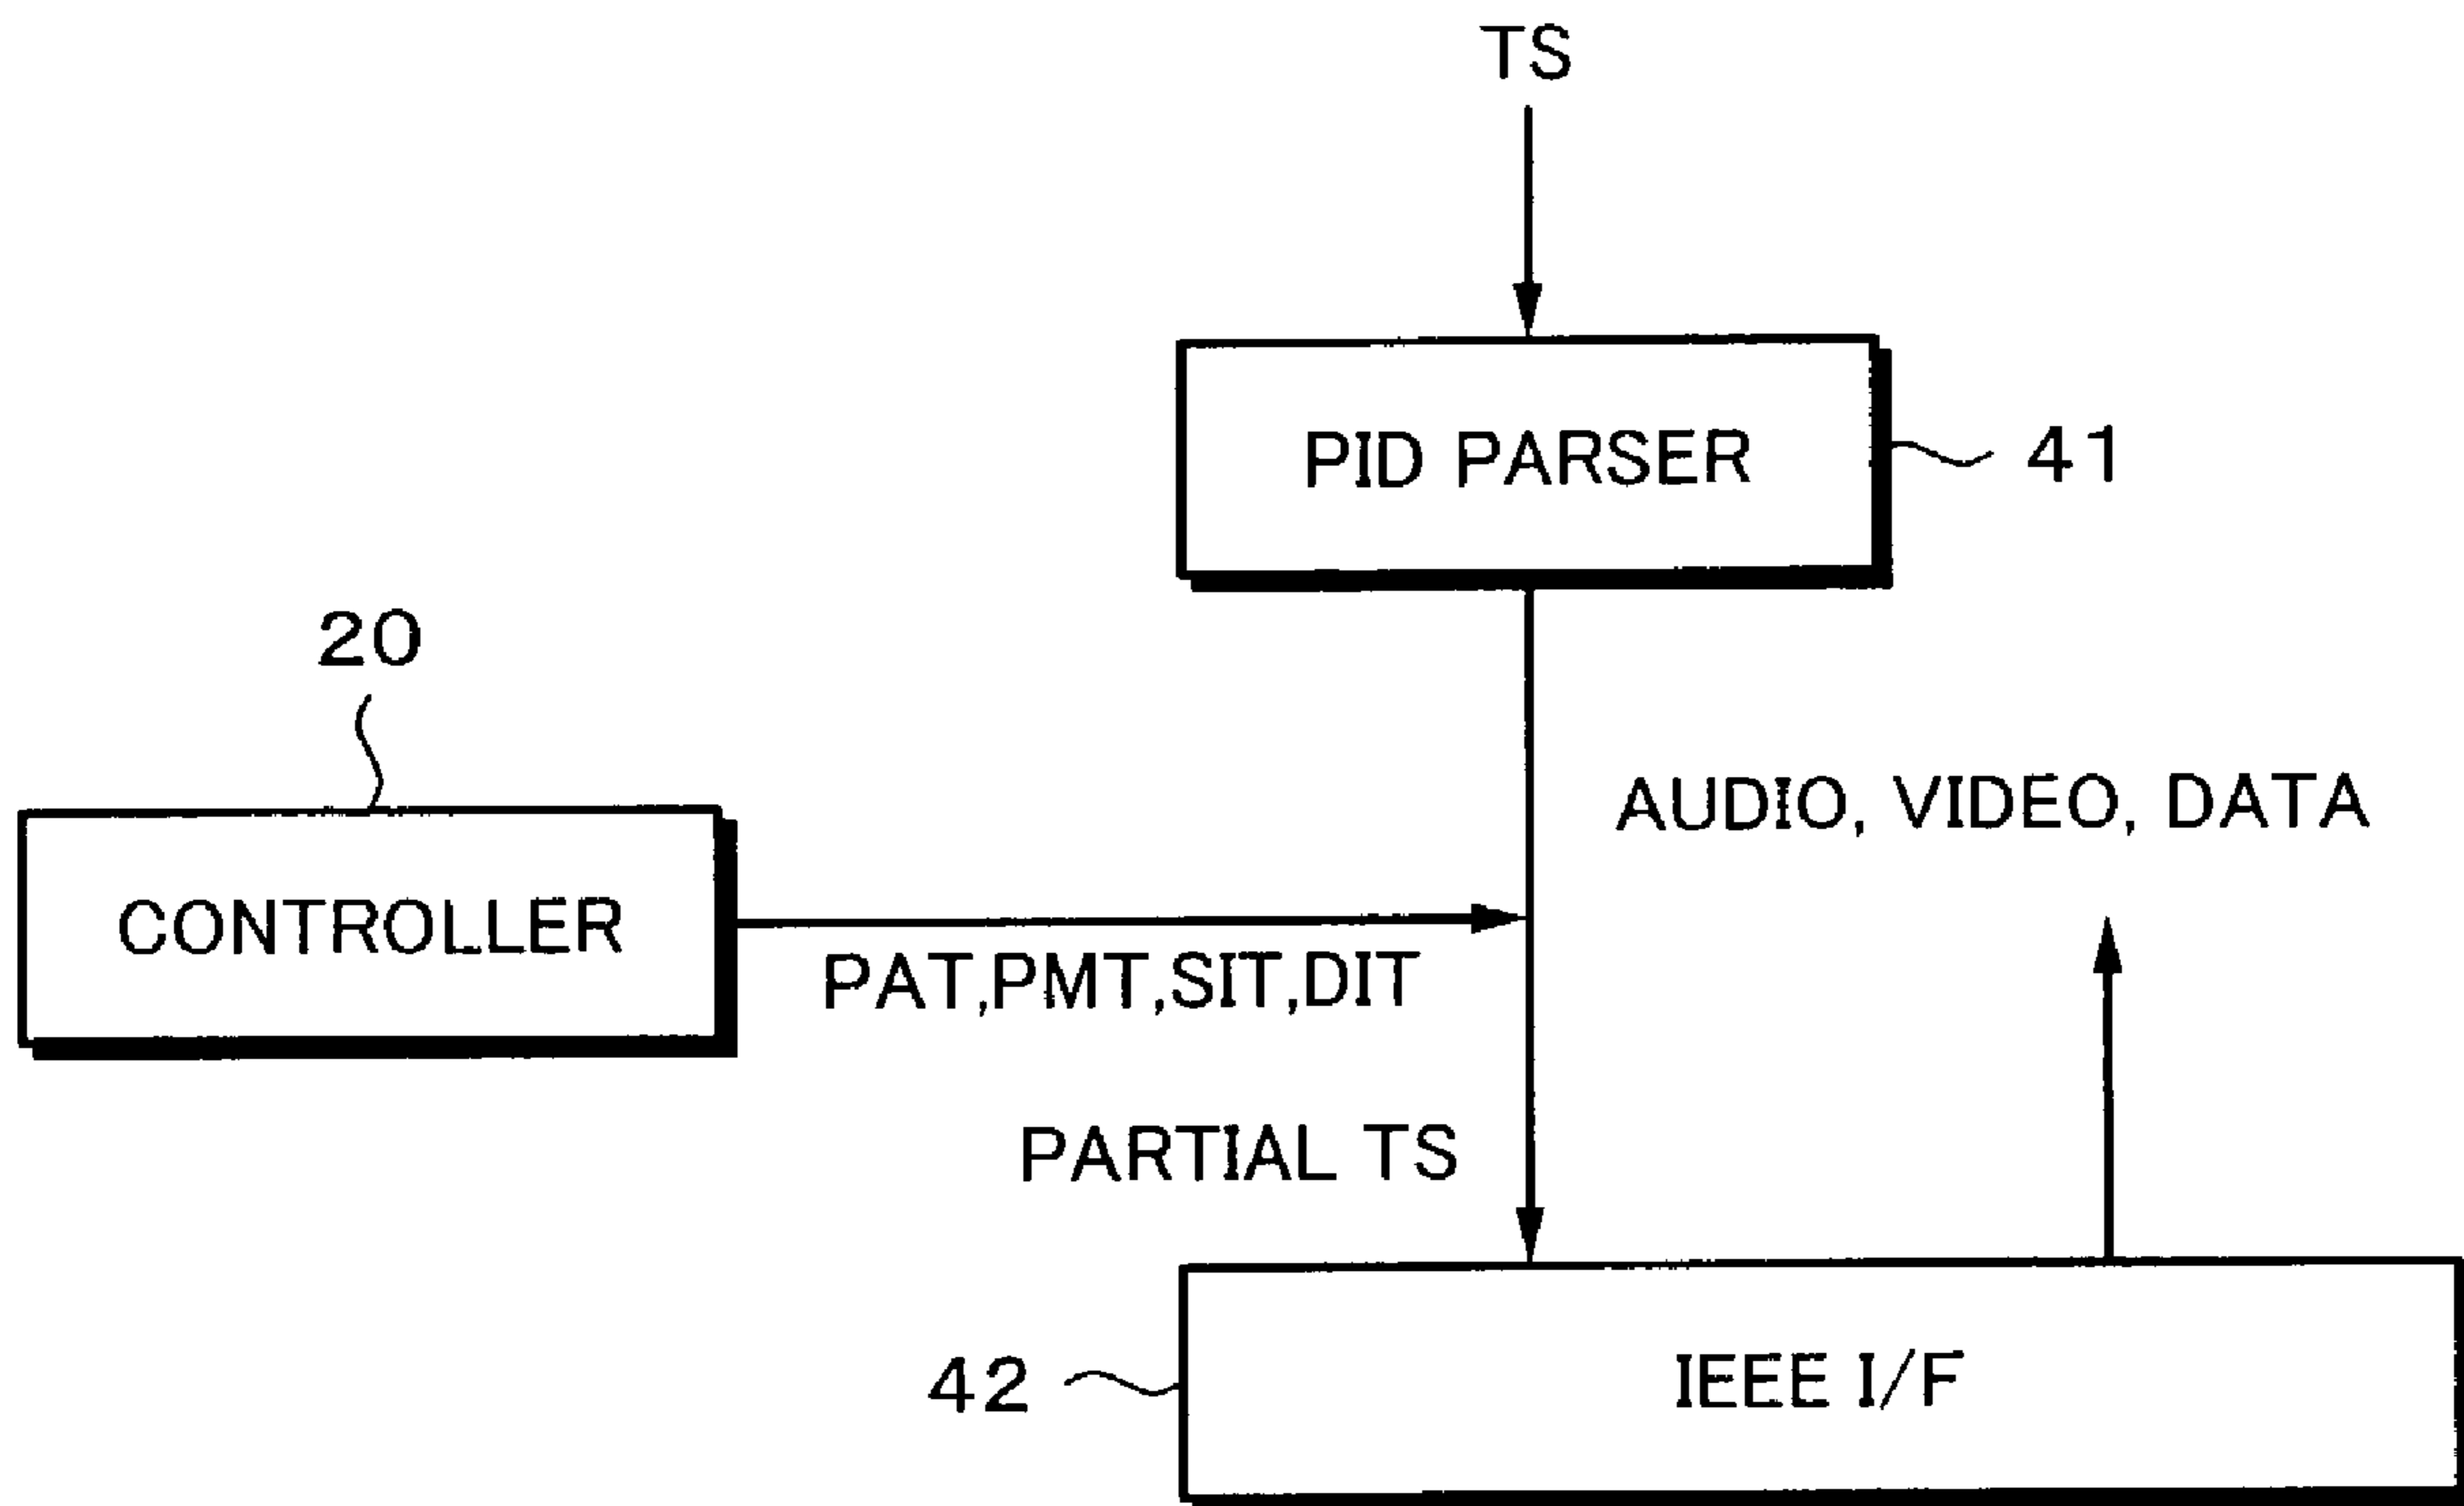 TS
PID PARSER
41
20
AUDIO, VIDEO, DATA
CONTROLLER
PAT,PMT,SIT,DIT
PARTIAL TS
42
IEEE I/F